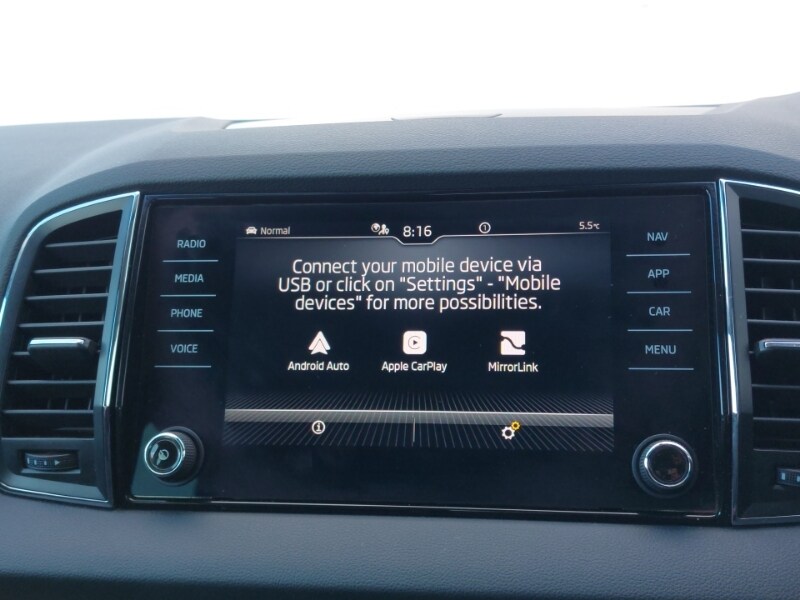 RADIO
MEDIA
PHONE
VOICE
Normal
8:16
5.5°C
Connect your mobile device via
USB or click on "Settings" - "Mobile
devices" for more possibilities.
Android Auto
Apple CarPlay
MirrorLink
NAV
APP
CAR
MENU